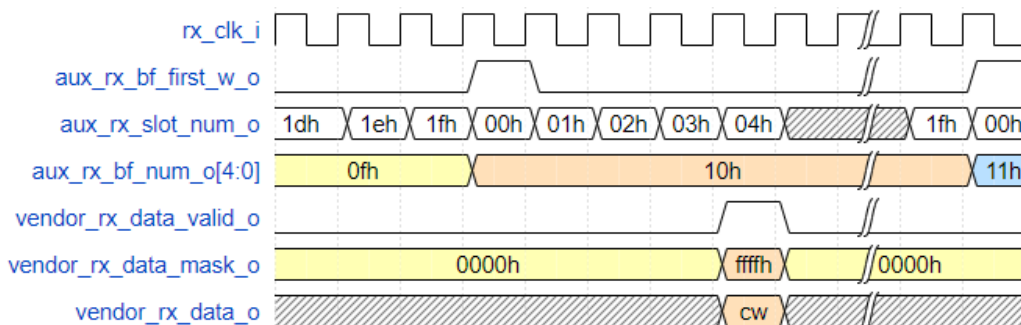 rx_clk_i
aux_rx_bf_first_w_o
aux_rx_slot_num_o 1dh 1eh 1fh 00h 01h 02h 03h 04h 1fh 00h
aux_rx_bf_num_o[4:0] 0fh 10h 11h
vendor_rx_data_valid_o
vendor_rx_data_mask_o 0000h ffffh 0000h
vendor_rx_data_o cw